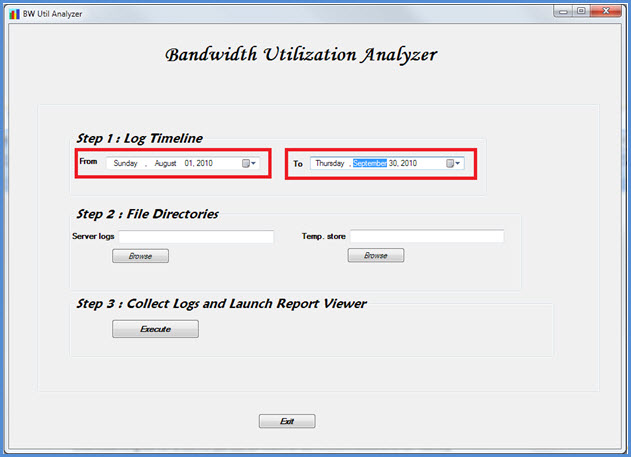 BW Util Analyzer
Bandwidth Utilization Analyzer
Step 1 : Log Timeline
From Sunday , August 01, 2010 To Thursday , September 30, 2010
Step 2 : File Directories
Server logs Temp. store
Browse Browse
Step 3 : Collect Logs and Launch Report Viewer
Execute
Exit